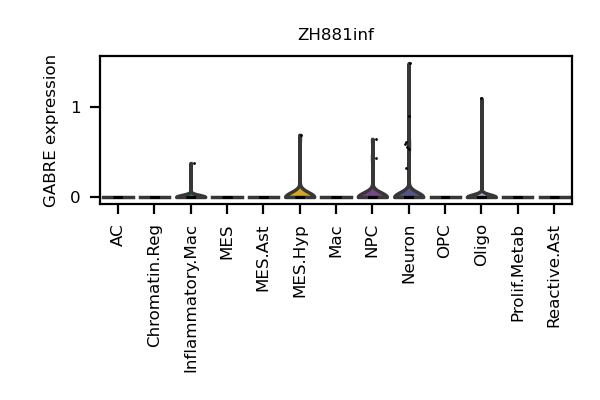 ZH881inf
GABRE expression
1
0
AC
Chromatin.Reg
Inflammatory.Mac
MES
MES.Ast
MES.Hyp
Mac
NPC
Neuron
OPC
Oligo
Prolif.Metab
Reactive.Ast